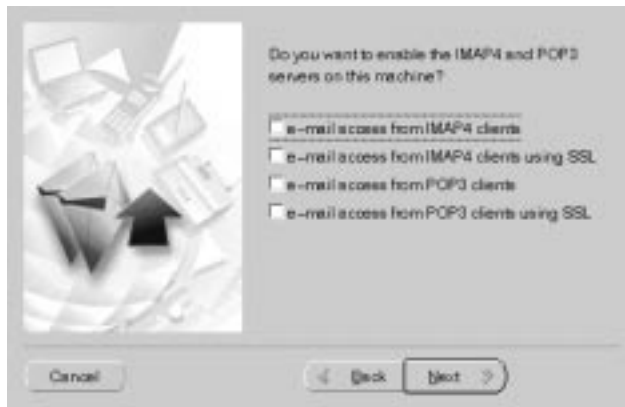 Do you want to enable the IMAP4 and POP3
servers on this machine?
e-mail access from IMAP4 clients
e-mail access from IMAP4 clients using SSL
e-mail access from POP3 clients
e-mail access from POP3 clients using SSL
Cancel
Back
Next